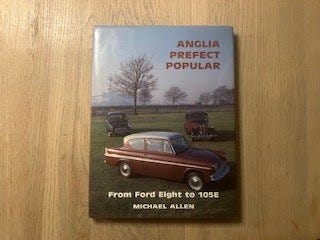 ANGLIA
PREFECT
POPULAR
From Ford Eight to 105E
MICHAEL ALLEN